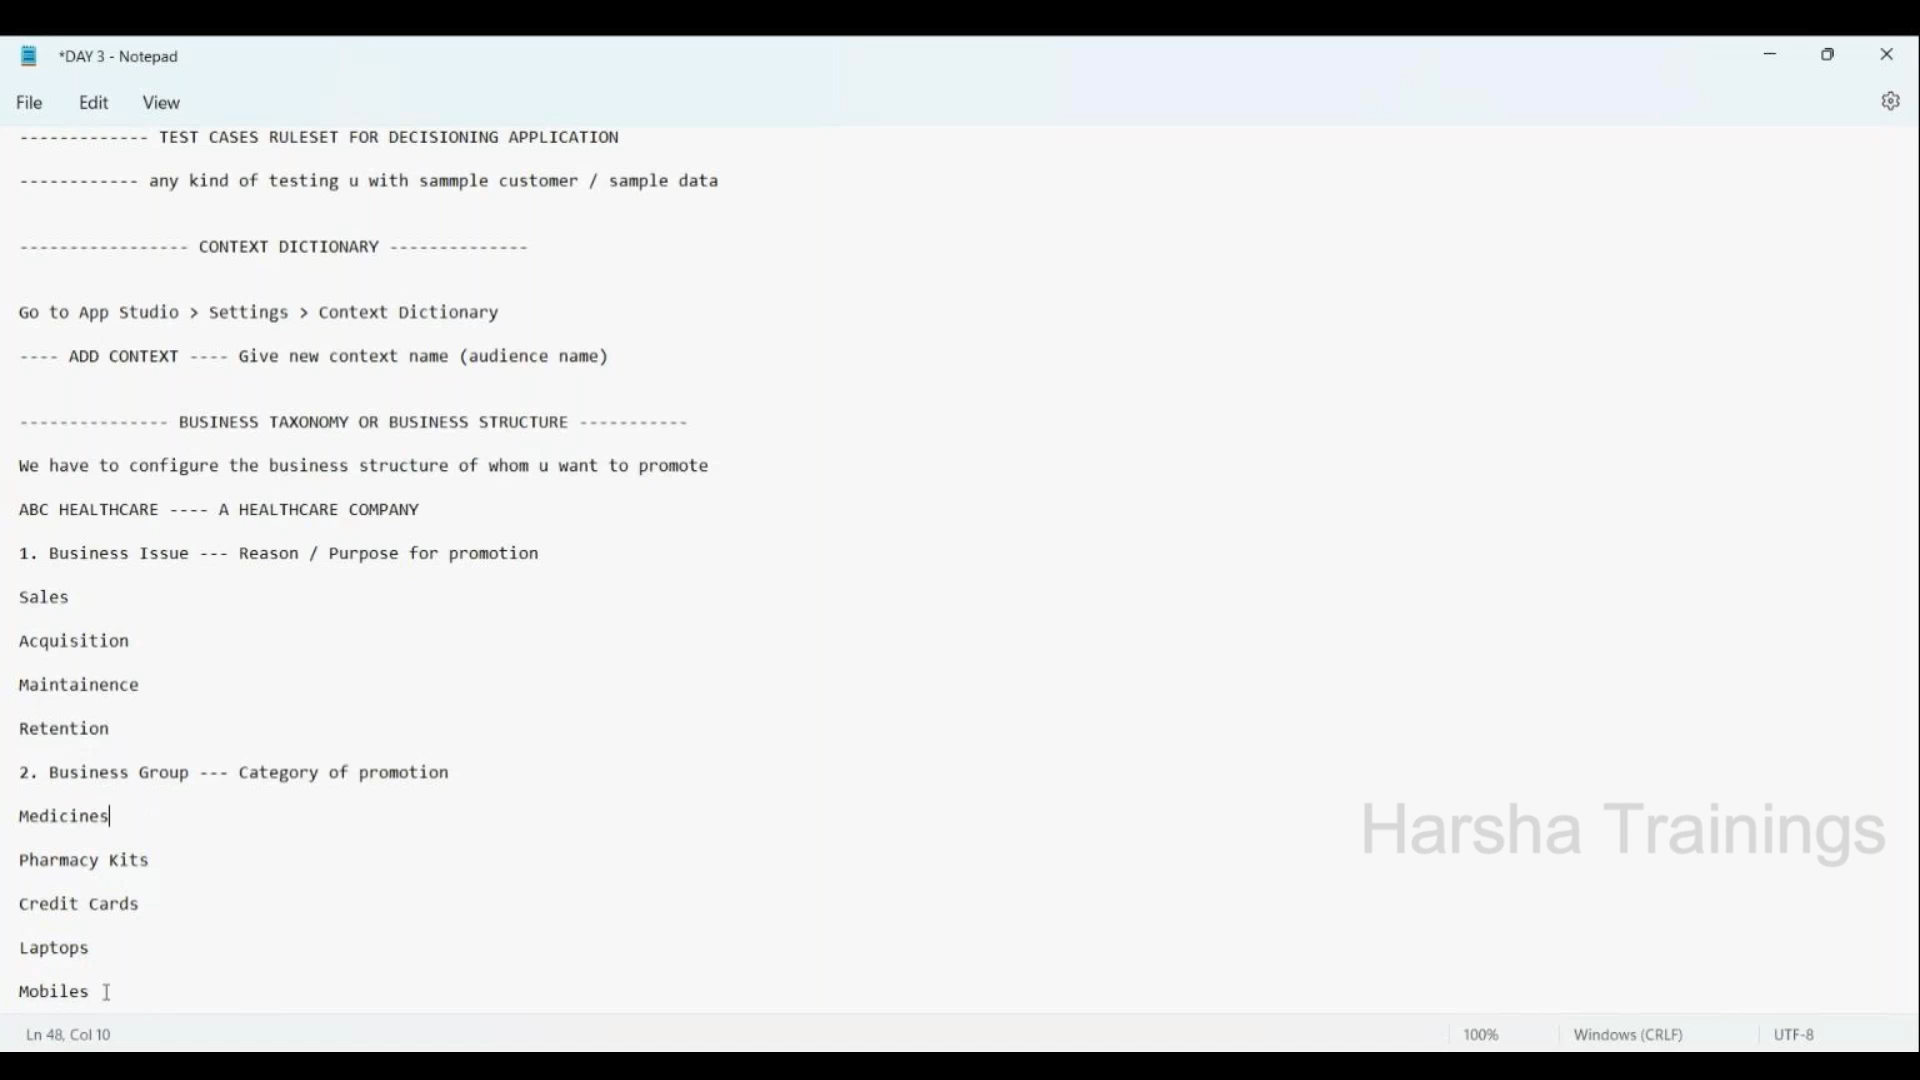 *DAY 3 - Notepad
File Edit View
------------- TEST CASES RULESET FOR DECISIONING APPLICATION
------------ any kind of testing u with sammple customer / sample data
----------------- CONTEXT DICTIONARY --------------
Go to App Studio > Settings > Context Dictionary
---- ADD CONTEXT ---- Give new context name (audience name)
--------------- BUSINESS TAXONOMY OR BUSINESS STRUCTURE -----------
We have to configure the business structure of whom u want to promote
ABC HEALTHCARE ---- A HEALTHCARE COMPANY
1. Business Issue --- Reason / Purpose for promotion
Sales
Acquisition
Maintainence
Retention
2. Business Group --- Category of promotion
Medicines
Pharmacy Kits
Credit Cards
Laptops
Mobiles
Harsha Trainings
Ln 48, Col 10 100% Windows (CRLF) UTF-8